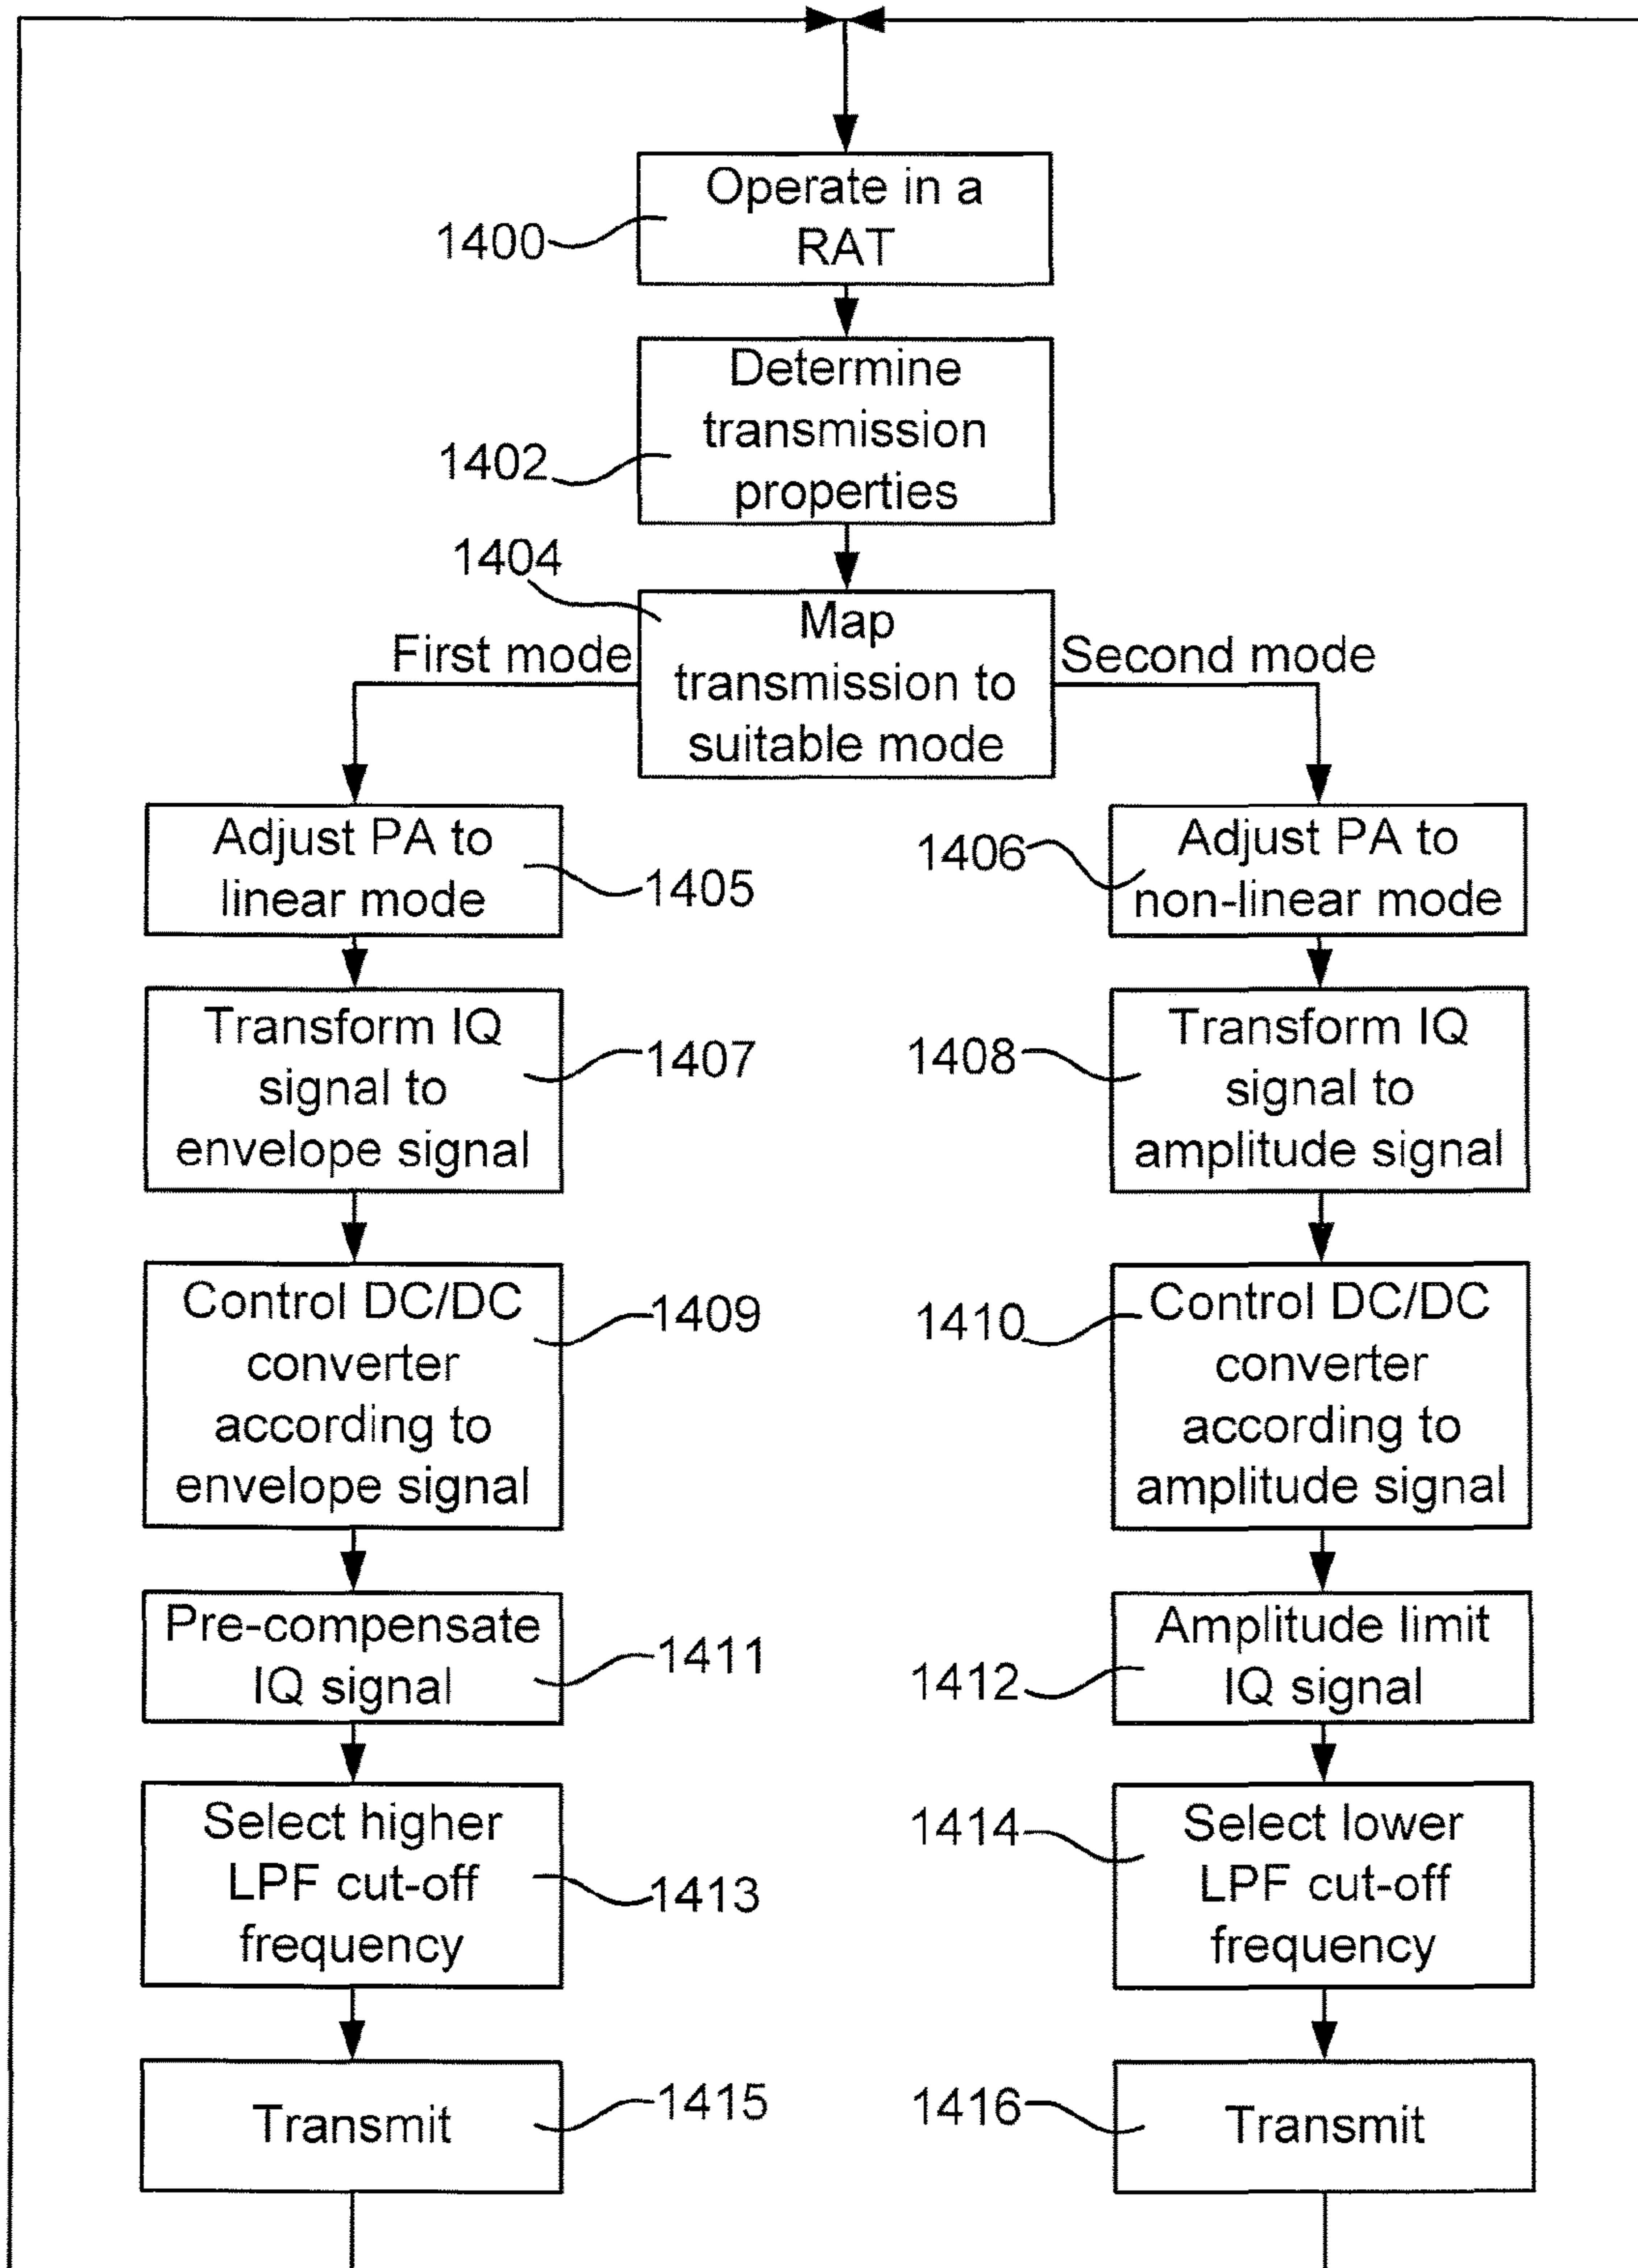 Operate in a
RAT
1400
Determine
transmission
properties
1402
1404
Map
transmission to
suitable mode
First mode
Second mode
Adjust PA to
linear mode
1405
1406
Adjust PA to
non-linear mode
Transform IQ
signal to
envelope signal
1407
1408
Transform IQ
signal to
amplitude signal
Control DC/DC
converter
according to
envelope signal
1409
1410
Control DC/DC
converter
according to
amplitude signal
Pre-compensate
IQ signal
1411
1412
Amplitude limit
IQ signal
Select higher
LPF cut-off
frequency
1413
1414
Select lower
LPF cut-off
frequency
Transmit
1415
1416
Transmit